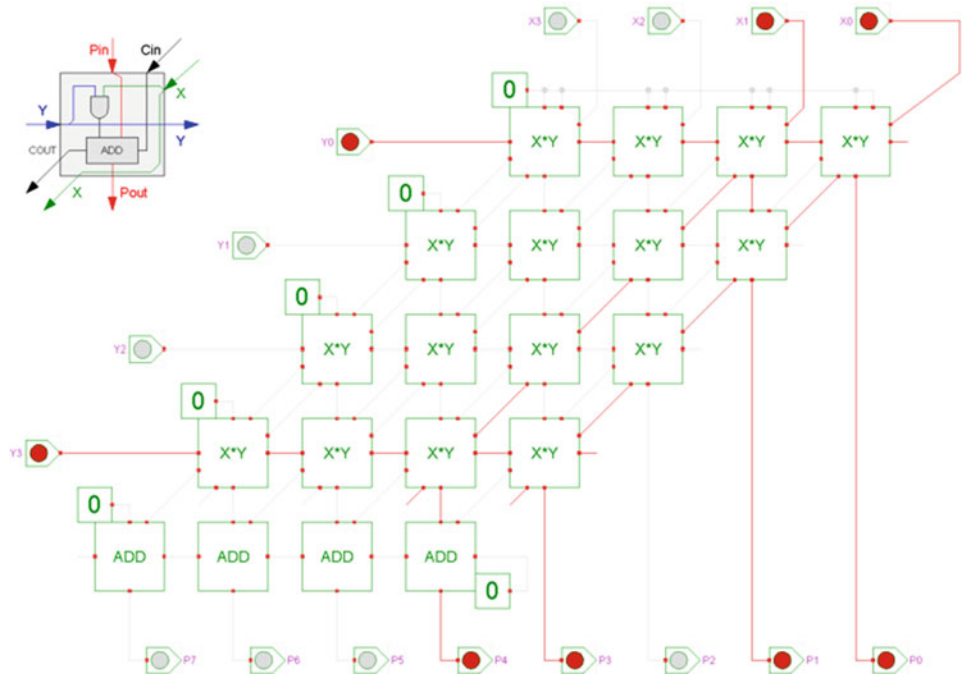 X3 X2 X1 X0
Pin Cin
X
Y
Y
ADD
COUT
X
Pout
0
Y0 X*Y X*Y X*Y X*Y
0
Y1 X*Y X*Y X*Y X*Y
0
Y2 X*Y X*Y X*Y X*Y
0
Y3 X*Y X*Y X*Y X*Y
0
ADD ADD ADD ADD
0
P7 P6 P5 P4 P3 P2 P1 P0